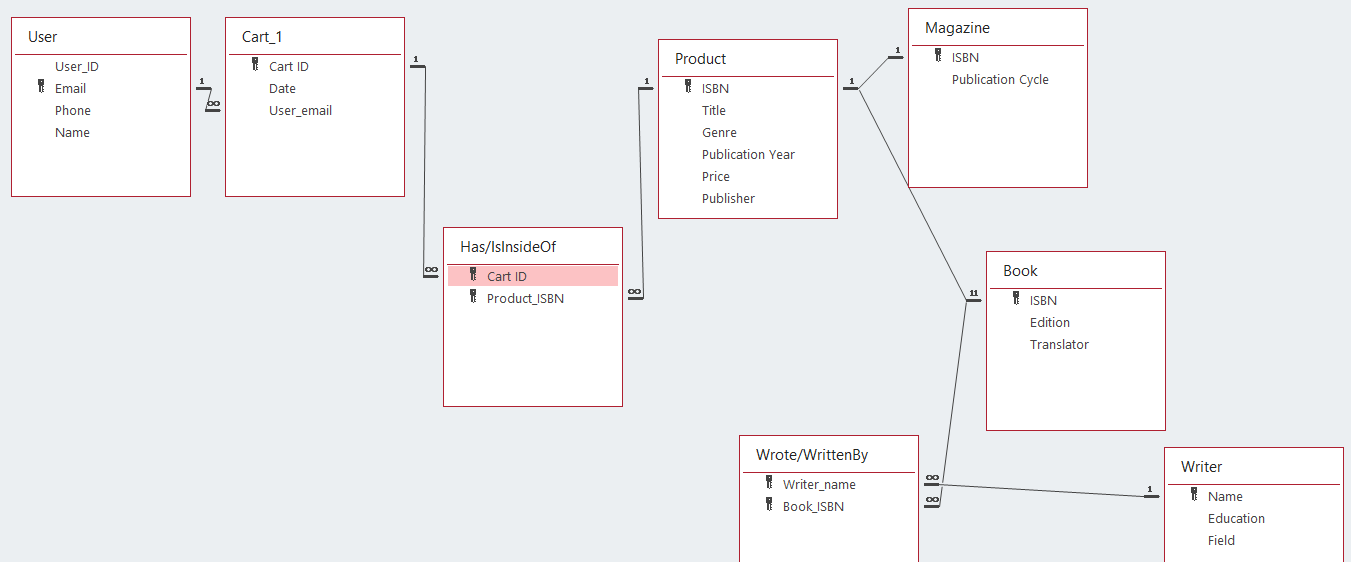 User
User_ID
Email
Phone
Name
1
∞
Cart_1
Cart ID
Date
User_email
1
∞
Has/IsInsideOf
Cart ID
Product_ISBN
∞
1
Product
ISBN
Title
Genre
Publication Year
Price
Publisher
1
1
Magazine
ISBN
Publication Cycle
11
Book
ISBN
Edition
Translator
Wrote/WrittenBy
Writer_name
Book_ISBN
∞
∞
1
Writer
Name
Education
Field